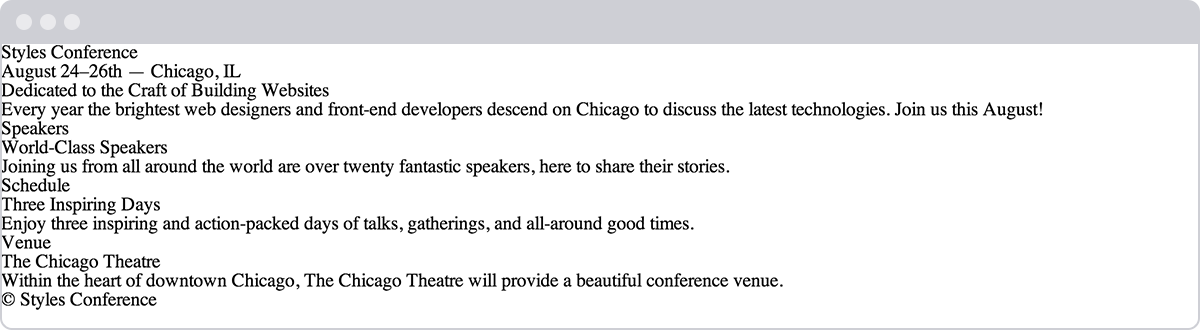 Styles Conference
August 24–26th — Chicago, IL
Dedicated to the Craft of Building Websites
Every year the brightest web designers and front-end developers descend on Chicago to discuss the latest technologies. Join us this August!
Speakers
World-Class Speakers
Joining us from all around the world are over twenty fantastic speakers, here to share their stories.
Schedule
Three Inspiring Days
Enjoy three inspiring and action-packed days of talks, gatherings, and all-around good times.
Venue
The Chicago Theatre
Within the heart of downtown Chicago, The Chicago Theatre will provide a beautiful conference venue.
© Styles Conference